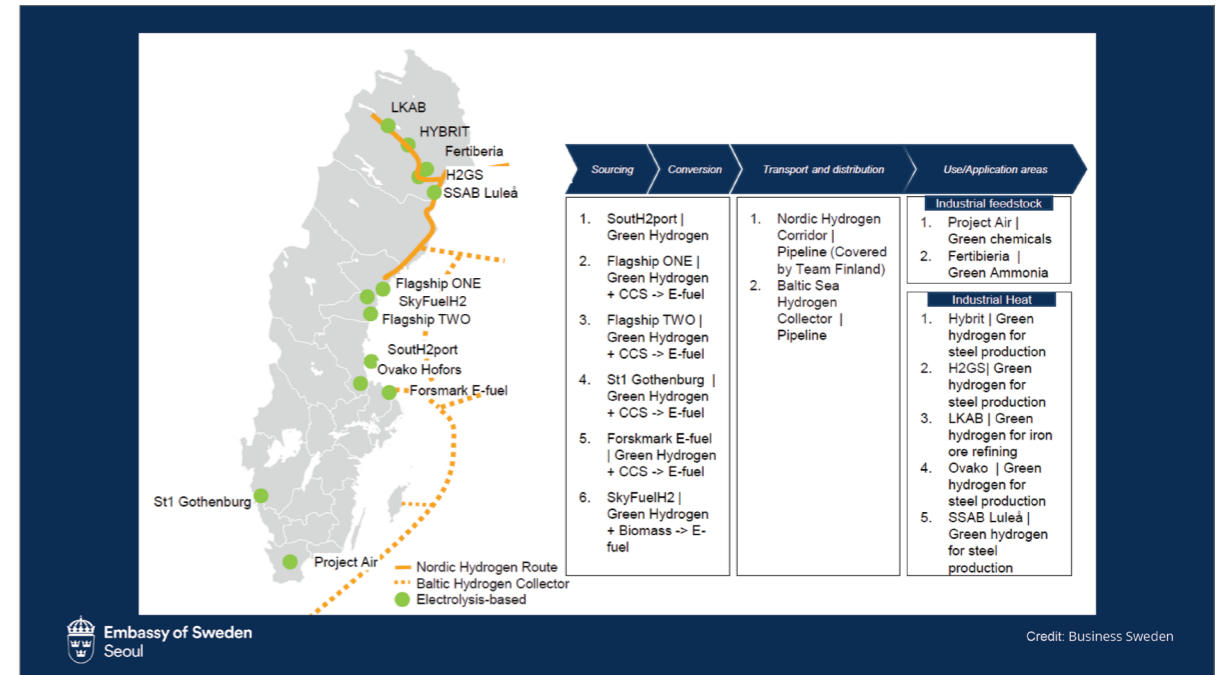 LKAB
HYBRIT
Fertiberia
H2GS
SSAB Luleå
Flagship ONE
SkyFuelH2
Flagship TWO
SoutH2port
Ovako Hofors
Forsmark E-fuel
St1 Gothenburg
Project Air
Nordic Hydrogen Route
Baltic Hydrogen Collector
Electrolysis-based
Sourcing
Conversion
Transport and distribution
Use/Application areas
1. SoutH2port |
Green Hydrogen
2. Flagship ONE |
Green Hydrogen
+ CCS -> E-fuel
3. Flagship TWO |
Green Hydrogen
+ CCS -> E-fuel
4. St1 Gothenburg |
Green Hydrogen
+ CCS -> E-fuel
5. Forskmark E-fuel
| Green Hydrogen
+ CCS -> E-fuel
6. SkyFuelH2 |
Green Hydrogen
+ Biomass -> E-
fuel
1. Nordic Hydrogen
Corridor |
Pipeline (Covered
by Team Finland)
2. Baltic Sea
Hydrogen
Collector |
Pipeline
Industrial feedstock
1. Project Air |
Green chemicals
2. Fertibieria |
Green Ammonia
Industrial Heat
1. Hybrit | Green
hydrogen for
steel production
2. H2GS| Green
hydrogen for
steel production
3. LKAB | Green
hydrogen for iron
ore refining
4. Ovako | Green
hydrogen for
steel production
5. SSAB Luleå |
Green hydrogen
for steel
production
Embassy of Sweden
Seoul
Credit: Business Sweden